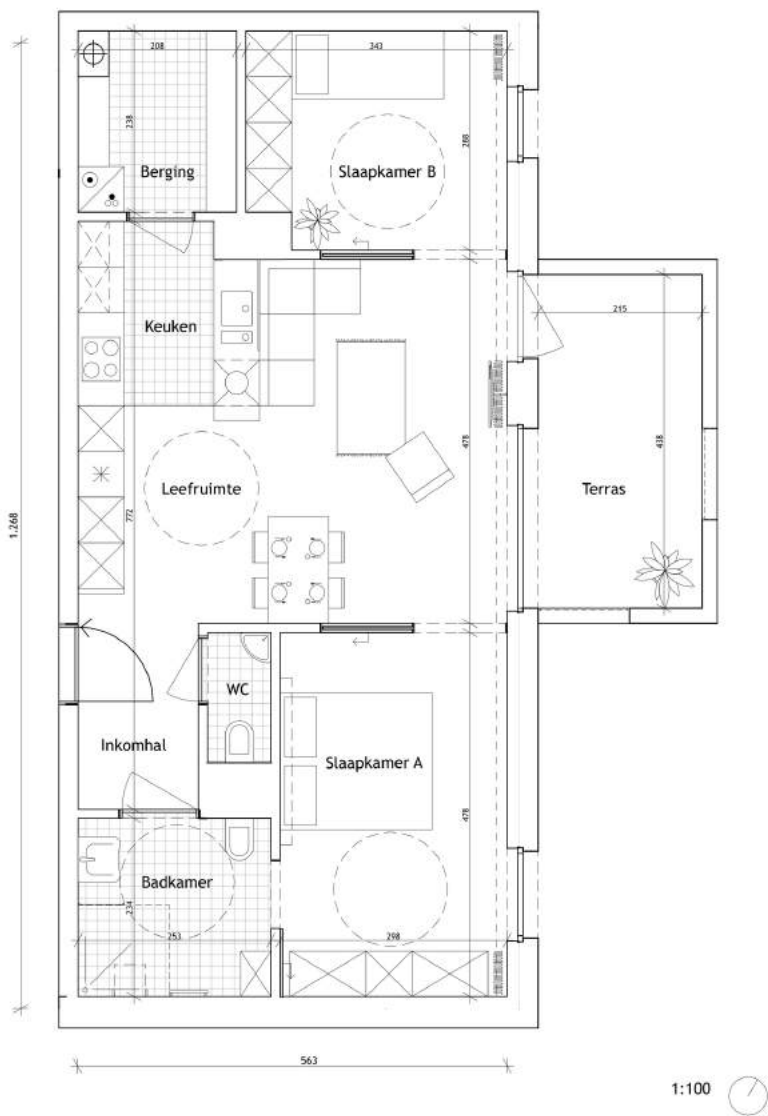 208
343
238
288
Berging
Slaapkamer B
Keuken
215
478
438
Leefruimte
Terras
1.268
772
WC
Inkomhal
Slaapkamer A
478
Badkamer
234
253
298
563
1:100